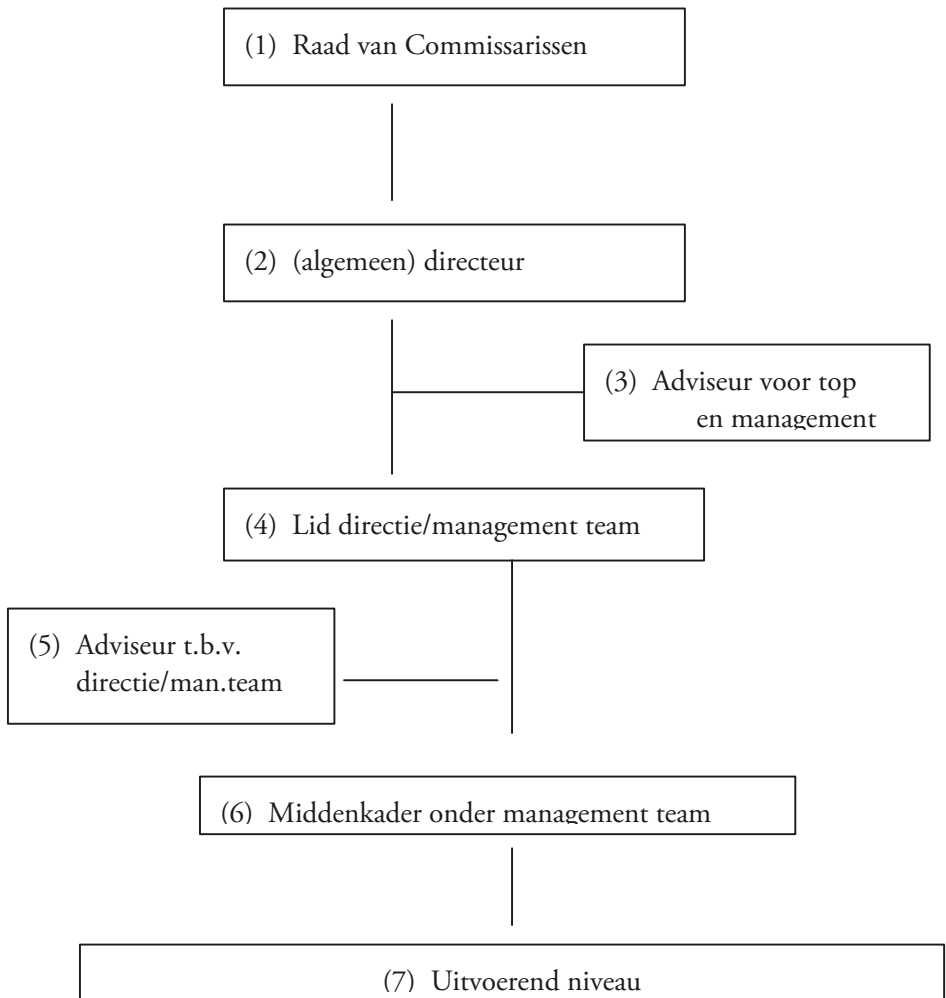 (1) Raad van Commissarissen
(2) (algemeen) directeur
(3) Adviseur voor top
en management
(4) Lid directie/management team
(5) Adviseur t.b.v.
directie/man.team
(6) Middenkader onder management team
(7) Uitvoerend niveau